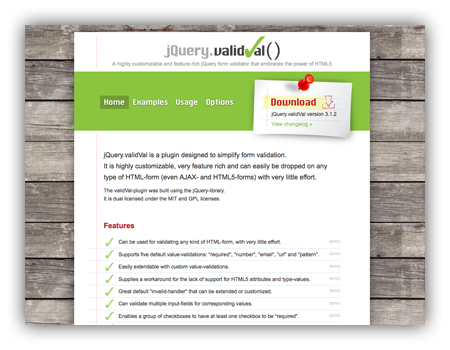 jQuery.validVal()
A highly customizable and feature rich jQuery form validator that embraces the power of HTML5
Home Examples Usage Options
Download
jQuery.validVal version 3.1.2
View changelog »
jQuery.validVal is a plugin designed to simplify form validation.
It is highly customizable, very feature rich and can easily be dropped on any
type of HTML-form (even AJAX- and HTML5-forms) with very little effort.
The validVal-plugin was built using the jQuery-library.
It is dual licensed under the MIT and GPL licenses.
Features
Can be used for validating any kind of HTML-form, with very little effort. demo
Supports five default value-validations: "required", "number", "email", "url" and "pattern". demo
Easily extendable with custom value-validations. demo
Supplies a workaround for the lack of support for HTML5 attributes and type-values. demo
Great default "invalid-handler" that can be extended or customized. demo
Can validate multiple input-fields for corresponding values. demo
Enables a group of checkboxes to have at least one checkbox to be "required". demo